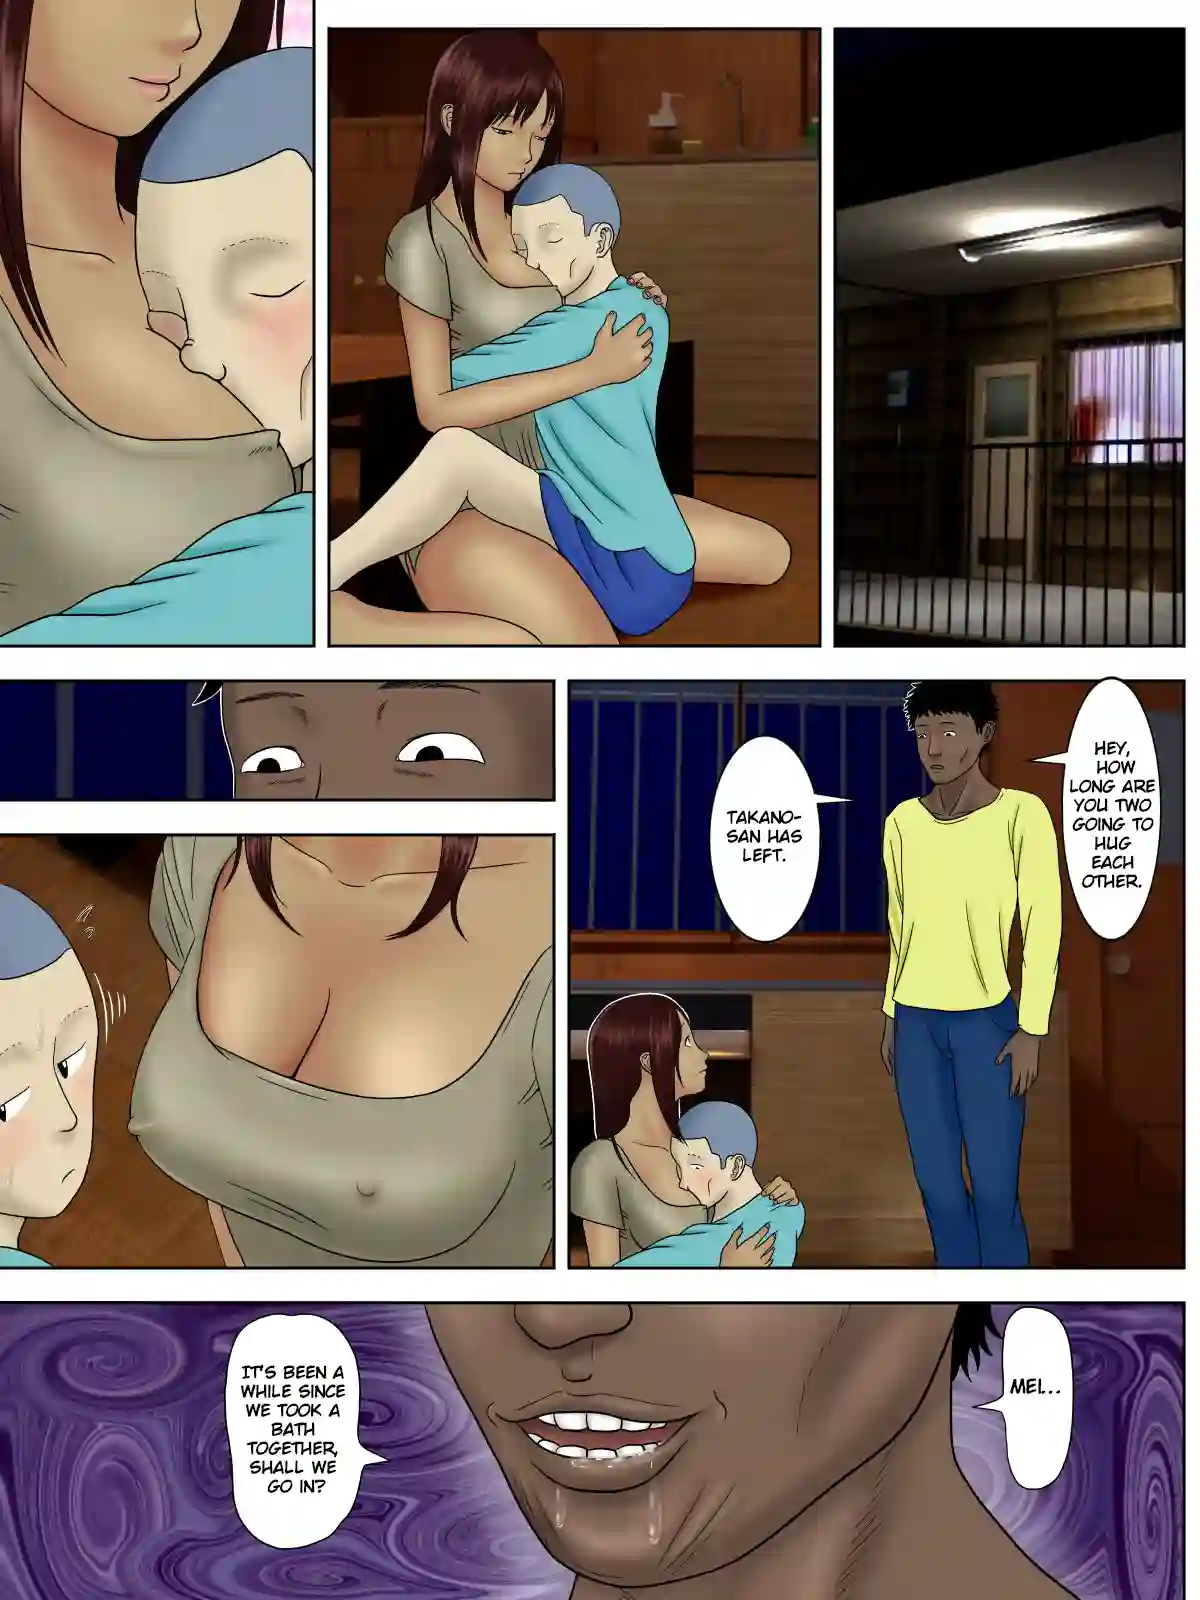 HEY,
HOW
LONG ARE
YOU TWO
GOING TO
HUG
EACH
OTHER.
TAKANO-
SAN HAS
LEFT.
MEI...
IT'S BEEN A
WHILE SINCE
WE TOOK A
BATH
TOGETHER,
SHALL WE
GO IN?